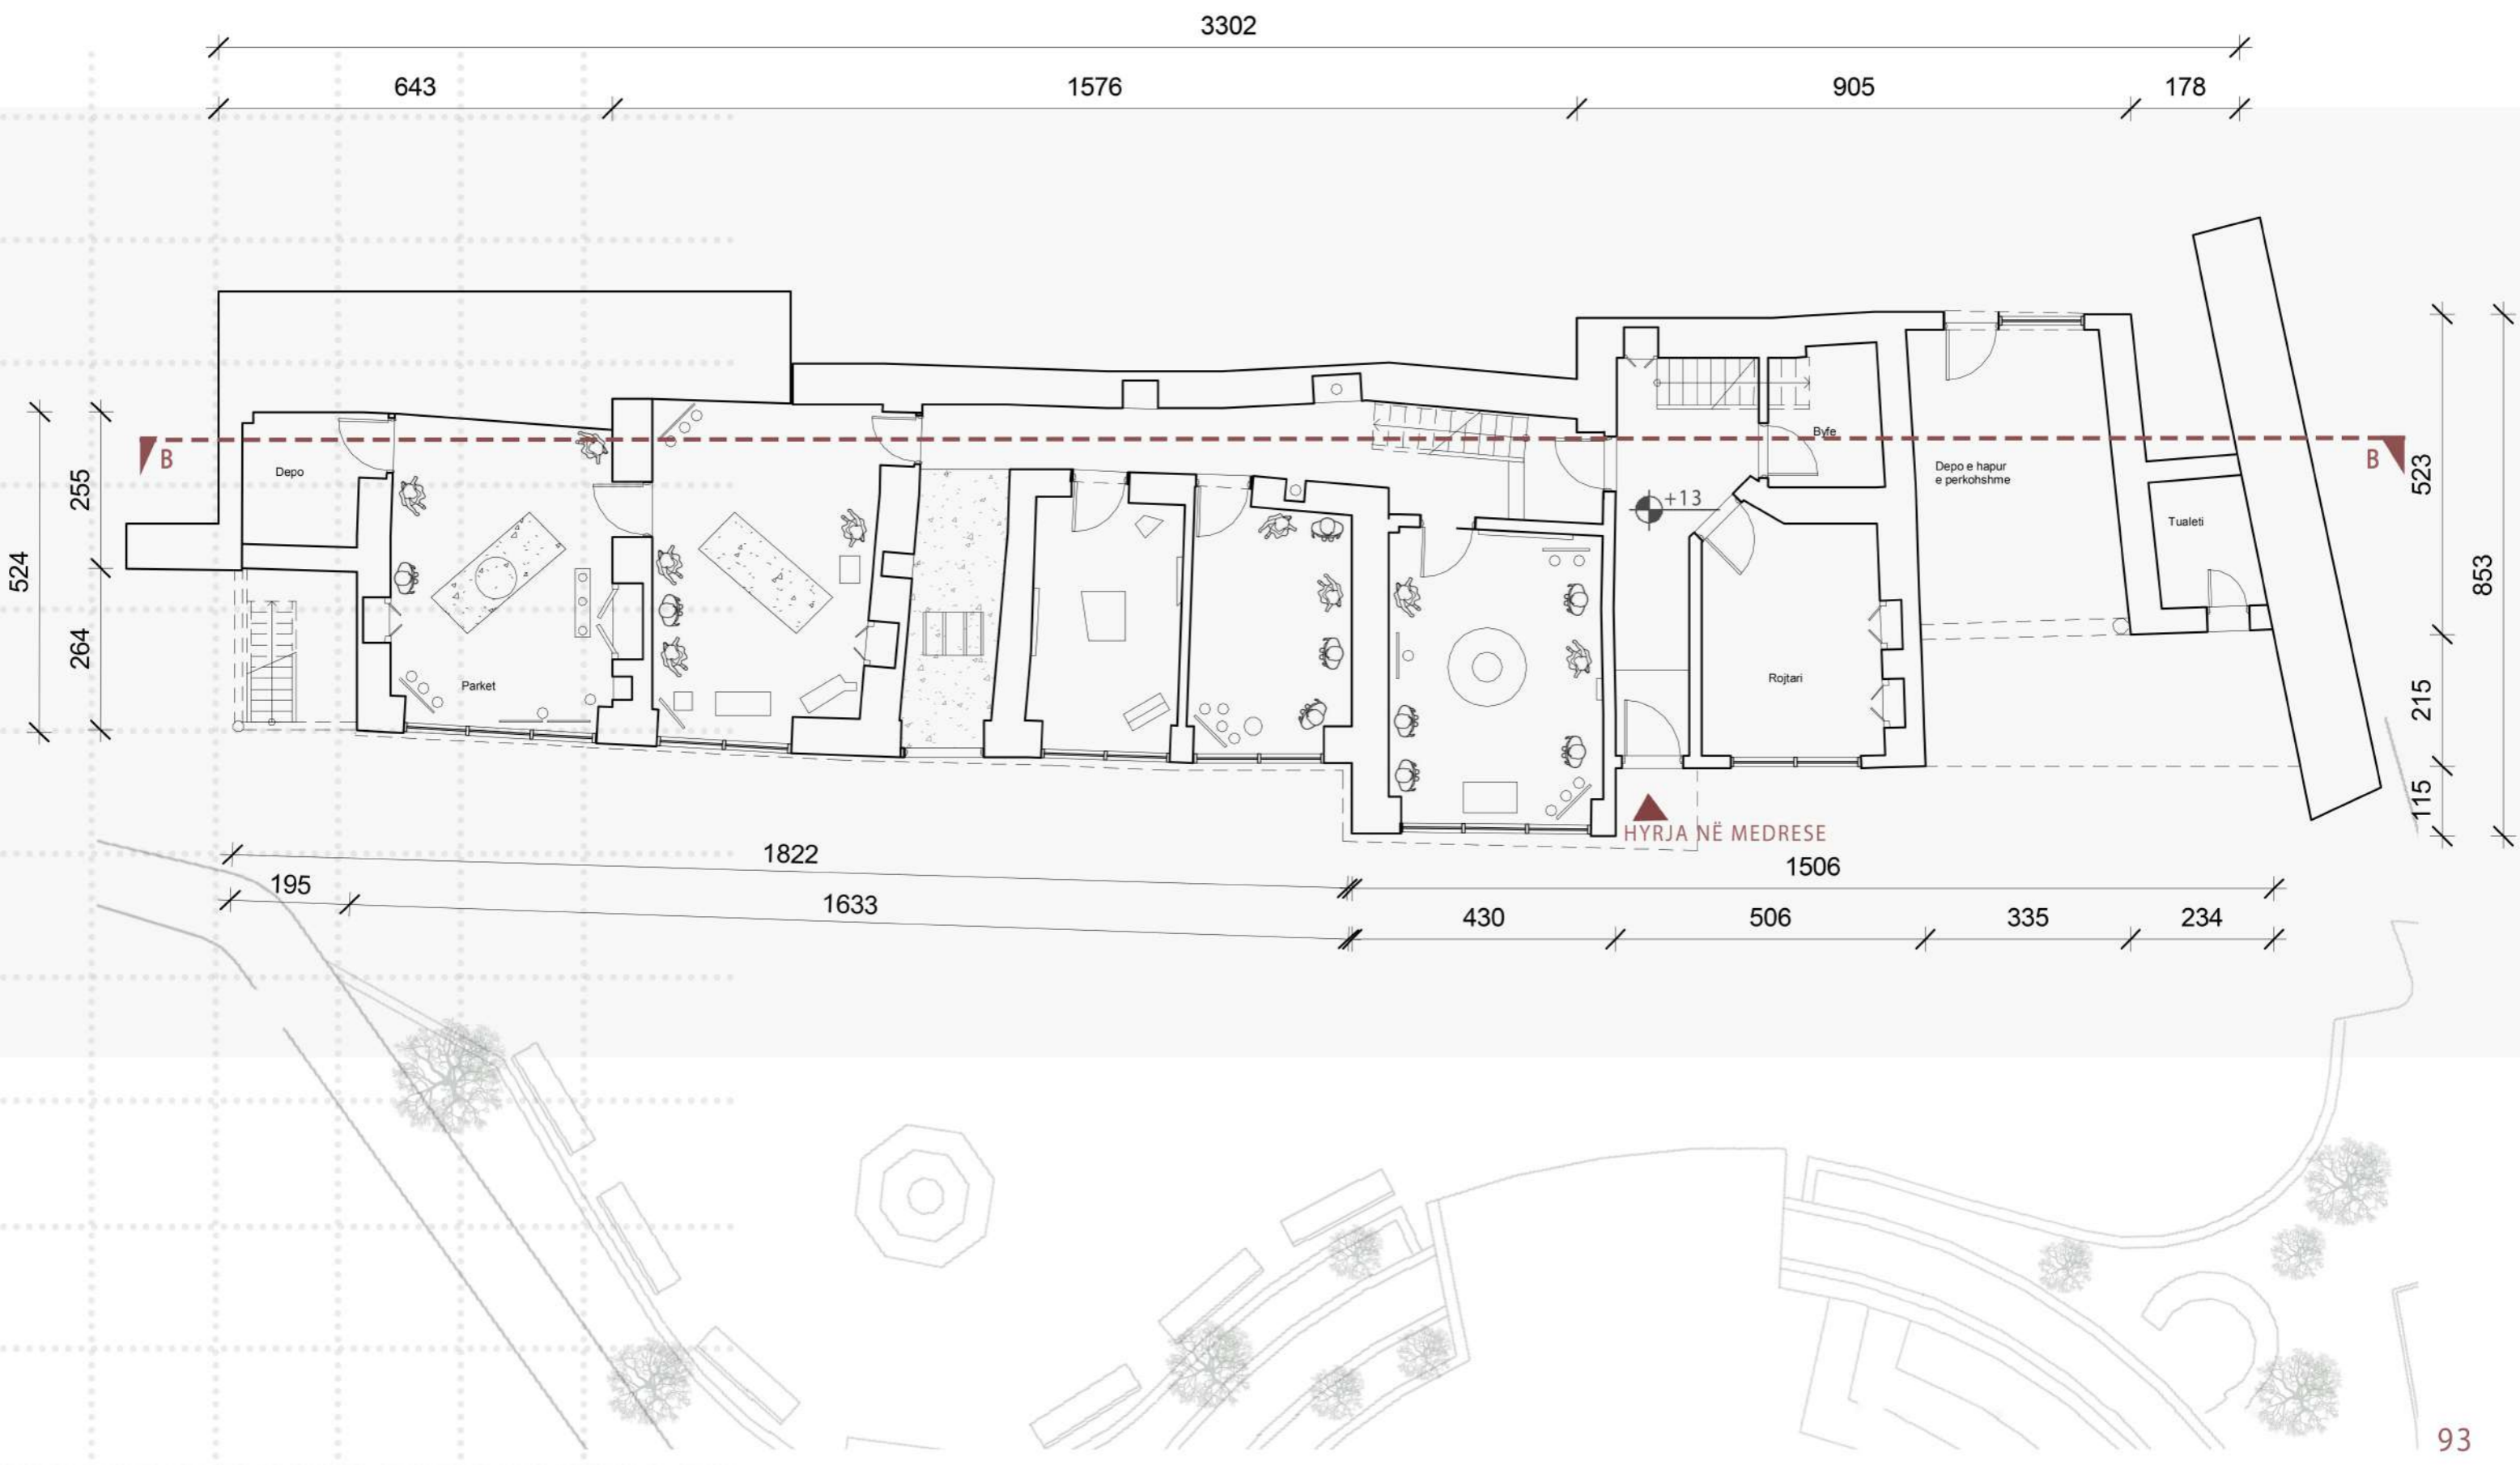 3302
643
1576
905
178
B
Depo
Byfe
Depo e hapur
e perkohshme
B
+13
Tualeti
524
255
264
523
853
215
115
Parket
Rojtari
HYRJA NË MEDRESE
1822
1506
195
1633
430
506
335
234
93